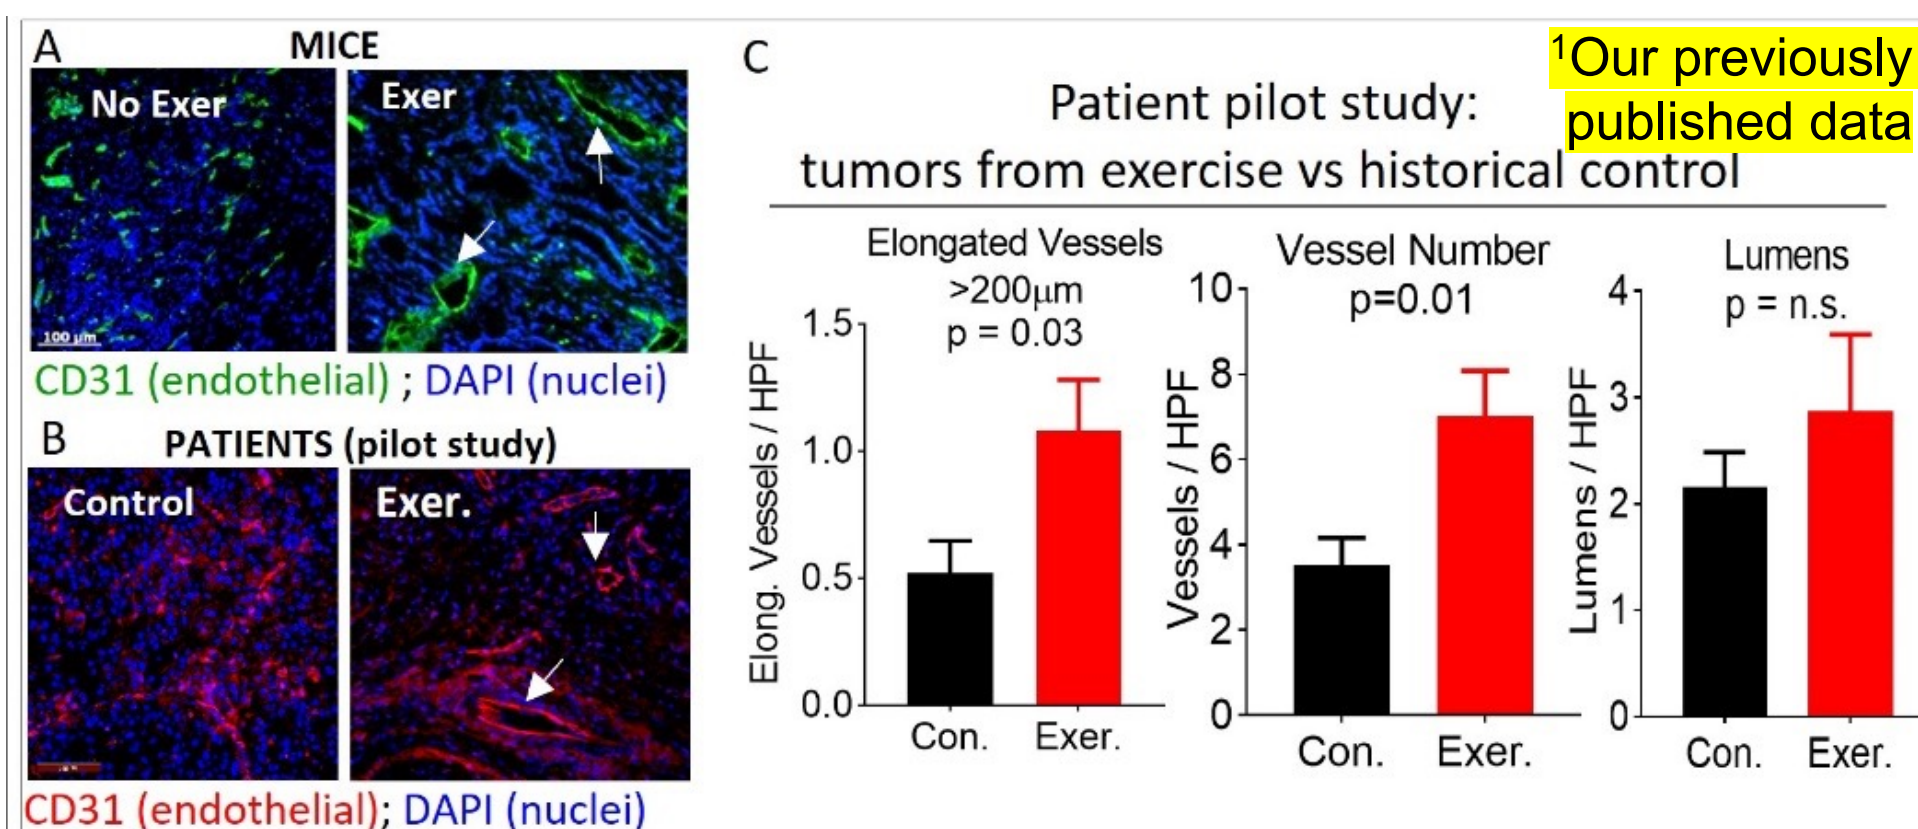 A
MICE
No Exer
Exer
100 µm
CD31 (endothelial) ; DAPI (nuclei)
B
PATIENTS (pilot study)
Control
Exer.
CD31 (endothelial); DAPI (nuclei)
C
¹Our previously
published data
Patient pilot study:
tumors from exercise vs historical control
Elongated Vessels
>200µm
p = 0.03
Elong. Vessels / HPF
1.5
1.0
0.5
0.0
Con. Exer.
Vessel Number
p=0.01
Vessels / HPF
10
8
6
4
2
0
Con. Exer.
Lumens
p = n.s.
Lumens / HPF
4
3
2
1
0
Con. Exer.